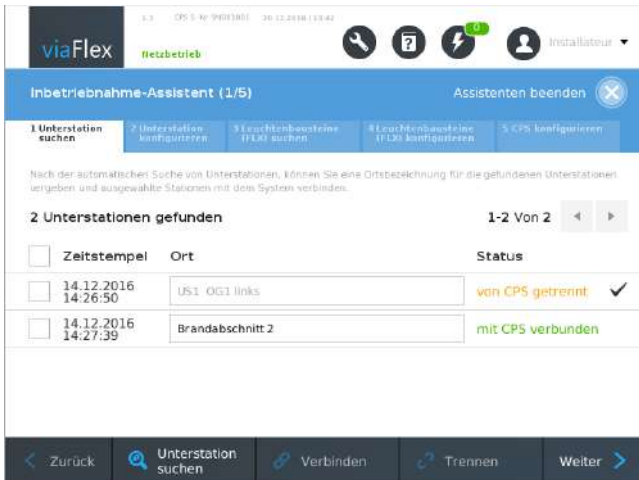 viaFlex
Netzbetrieb
0
Installateur
Inbetriebnahme-Assistent (1/5)
Assistenten beenden
1 Unterstation suchen
2 Unterstation konfigurieren
3 Leuchtenbausteine (FLX) suchen
4 Leuchtenbausteine (FLX) konfigurieren
5 CPS konfigurieren
Nach der automatischen Suche von Unterstationen, können Sie eine Ortsbezeichnung für die gefundenen Unterstationen
vergeben und ausgewählte Stationen mit dem System verbinden.
2 Unterstationen gefunden
1-2 Von 2
Zeitstempel Ort Status
14.12.2016
14:26:50
US1 OG1 links
von CPS getrennt
14.12.2016
14:27:39
Brandabschnitt 2
mit CPS verbunden
Zurück
Unterstation
suchen
Verbinden
Trennen
Weiter